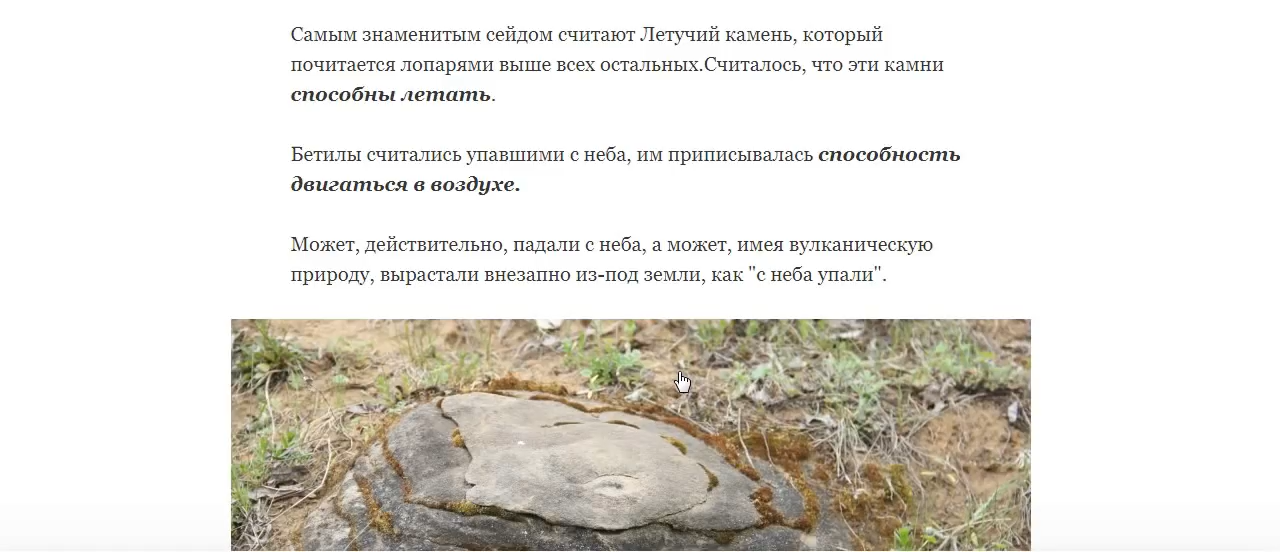 Самым знаменитым сейдом считают Летучий камень, который
почитается лопарями выше всех остальных.Считалось, что эти камни
способны летать.
Бетилы считались упавшими с неба, им приписывалась способность
двигаться в воздухе.
Может, действительно, падали с неба, а может, имея вулканическую
природу, вырастали внезапно из-под земли, как "с неба упали".